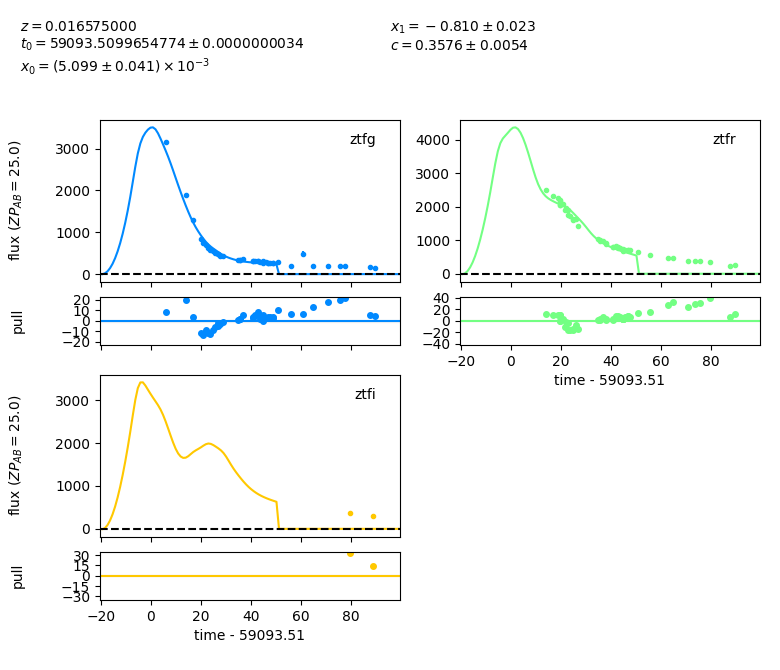 z = 0.016575000
t₀ = 59093.5099654774 ± 0.0000000034
x₀ = (5.099 ± 0.041) × 10⁻³
x₁ = −0.810 ± 0.023
c = 0.3576 ± 0.0054
flux (ZP_AB = 25.0)
ztfg
3000
2000
1000
0
pull
20
10
0
−10
−20
ztfr
4000
3000
2000
1000
0
40
20
0
−20
−40
−20 0 20 40 60 80
time - 59093.51
flux (ZP_AB = 25.0)
ztfi
3000
2000
1000
0
pull
30
15
0
−15
−30
−20 0 20 40 60 80
time - 59093.51